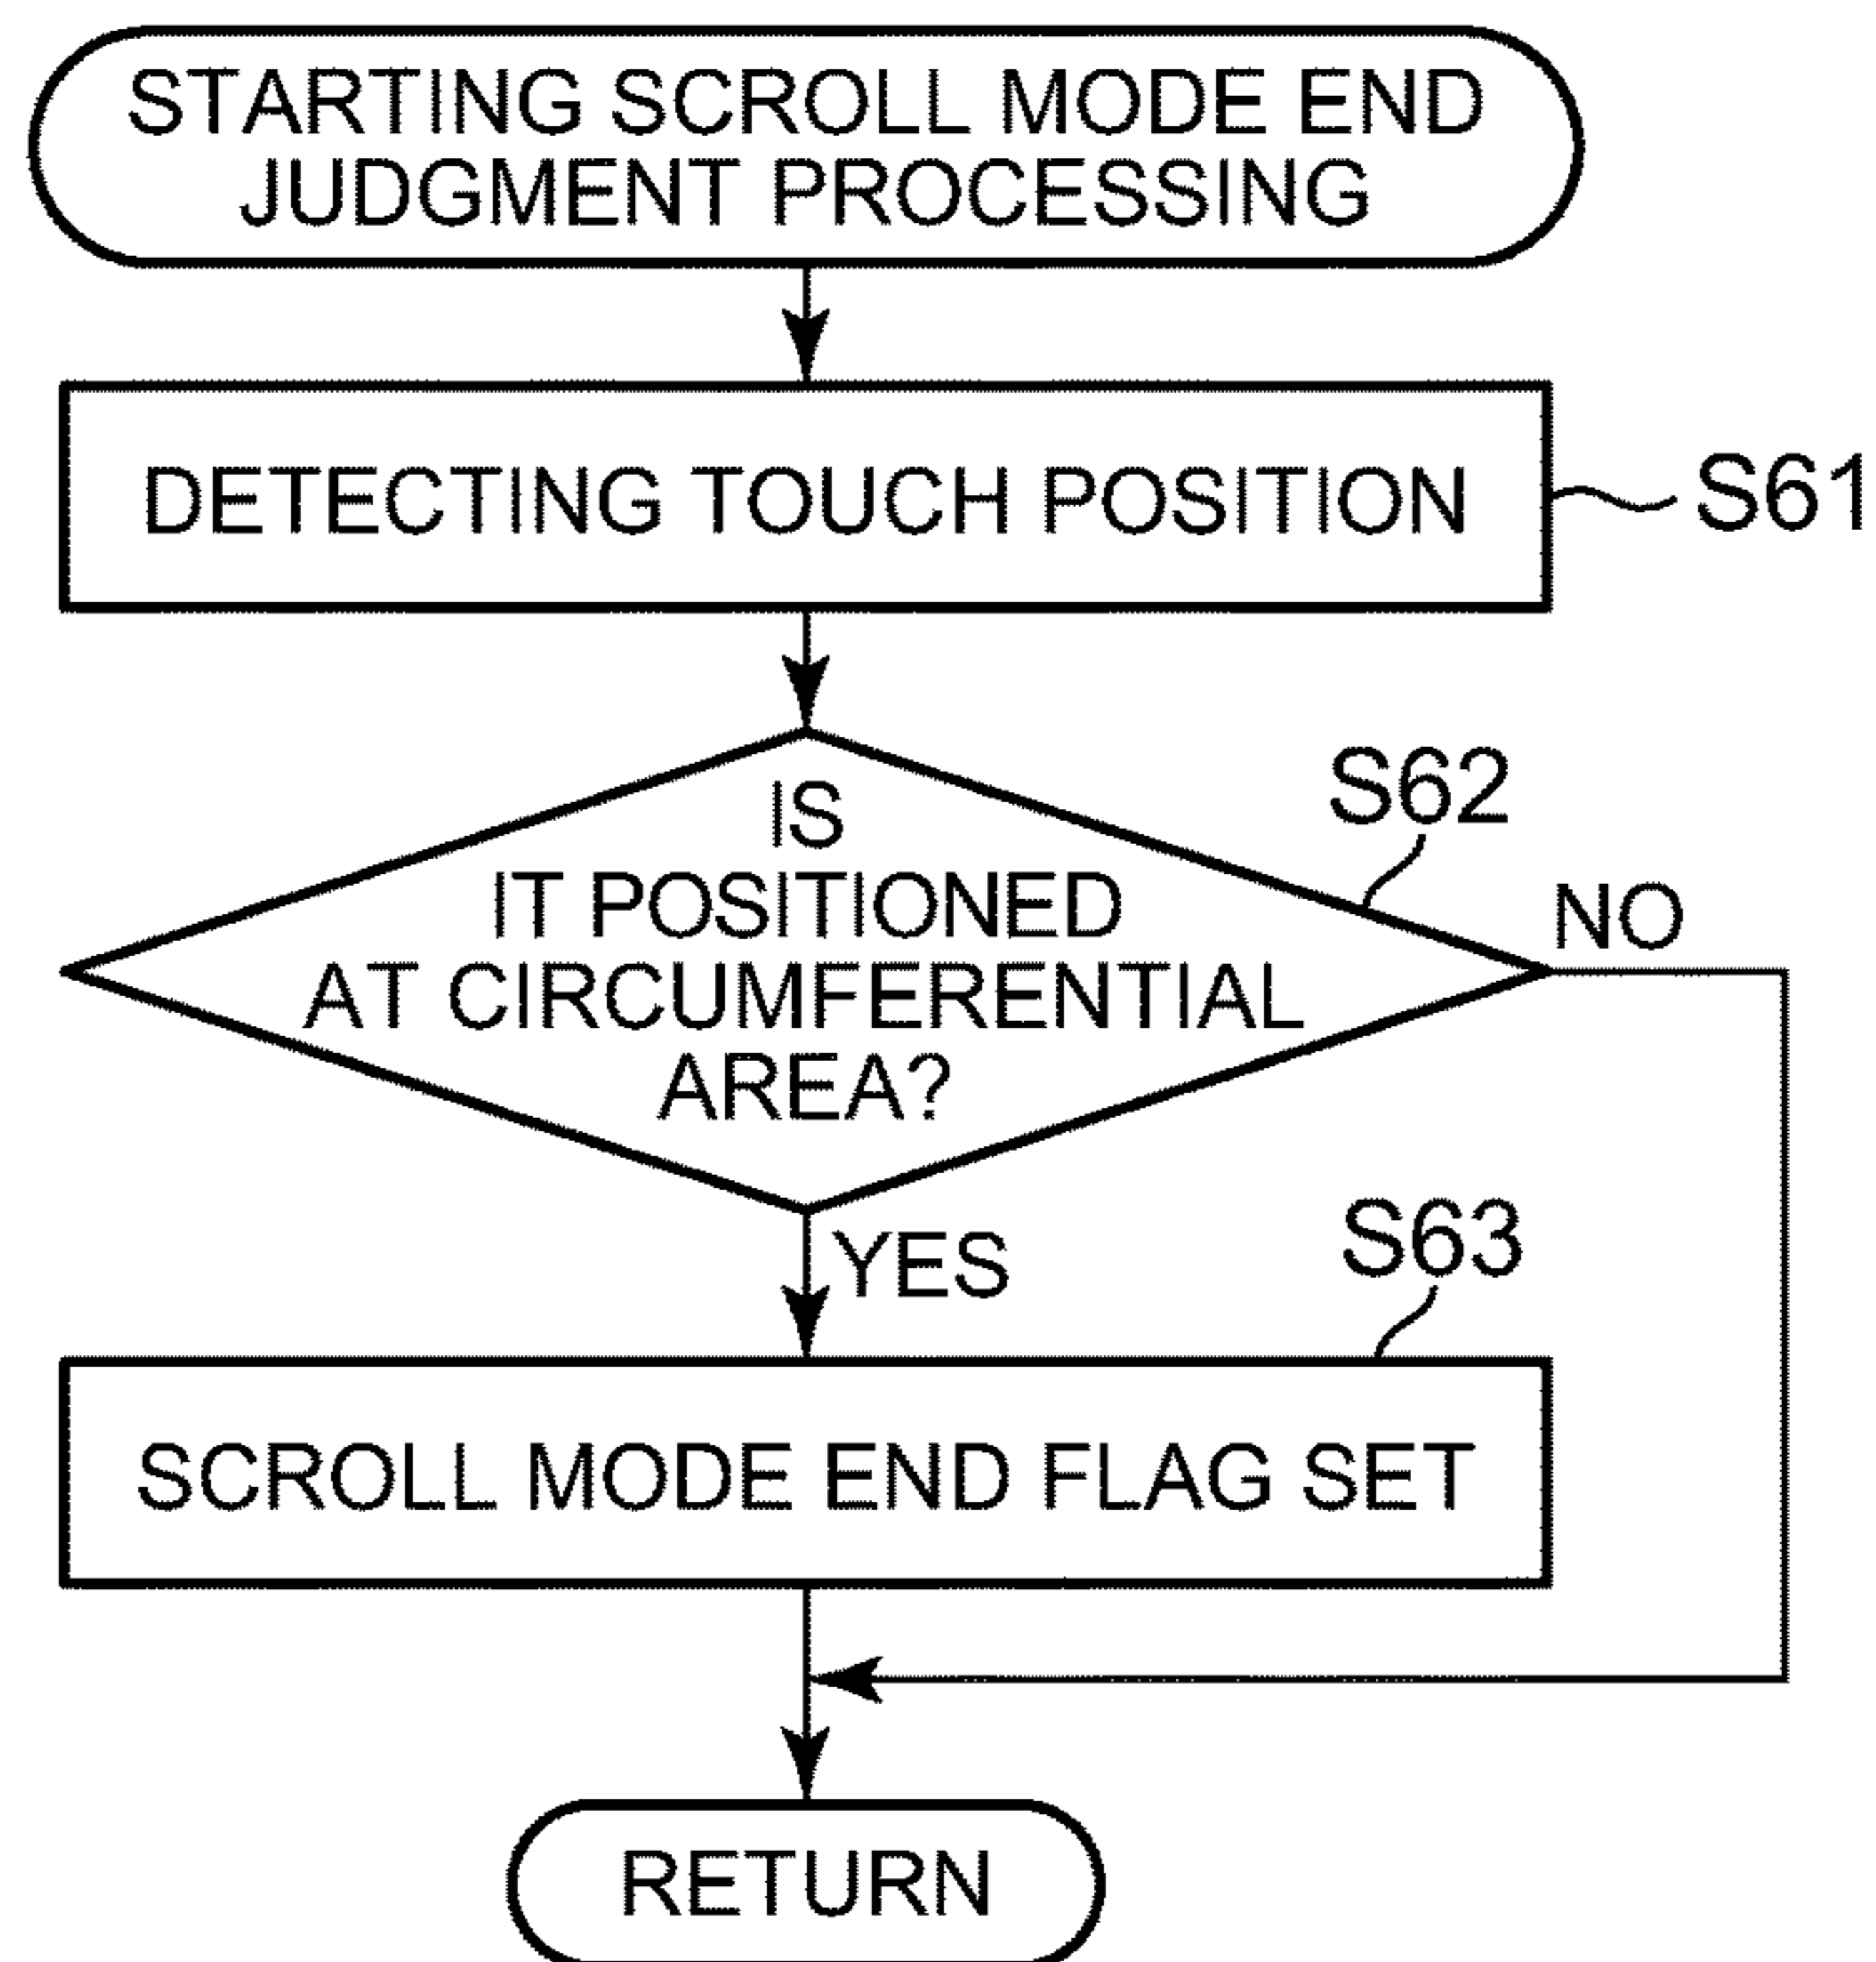 STARTING SCROLL MODE END
JUDGMENT PROCESSING
DETECTING TOUCH POSITION
S61
S62
IS
IT POSITIONED
AT CIRCUMFERENTIAL
AREA?
NO
YES
S63
SCROLL MODE END FLAG SET
RETURN